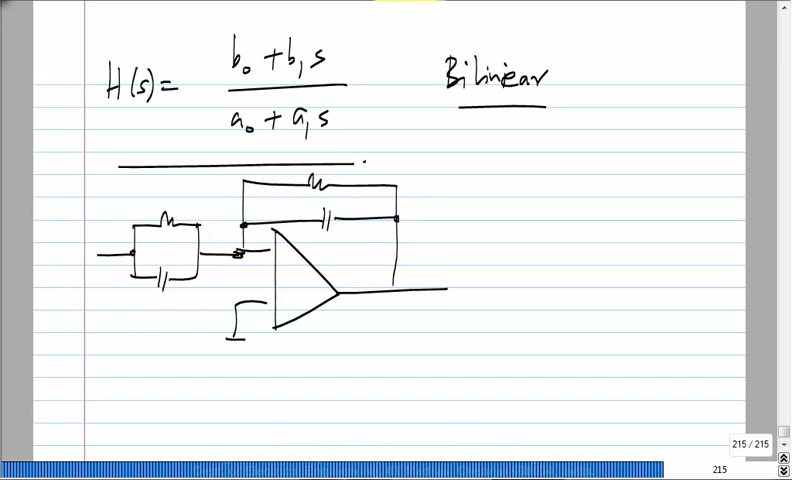 H(s) = b₀ + b₁s / a₀ + a₁s
Bilinear
215 / 215
215